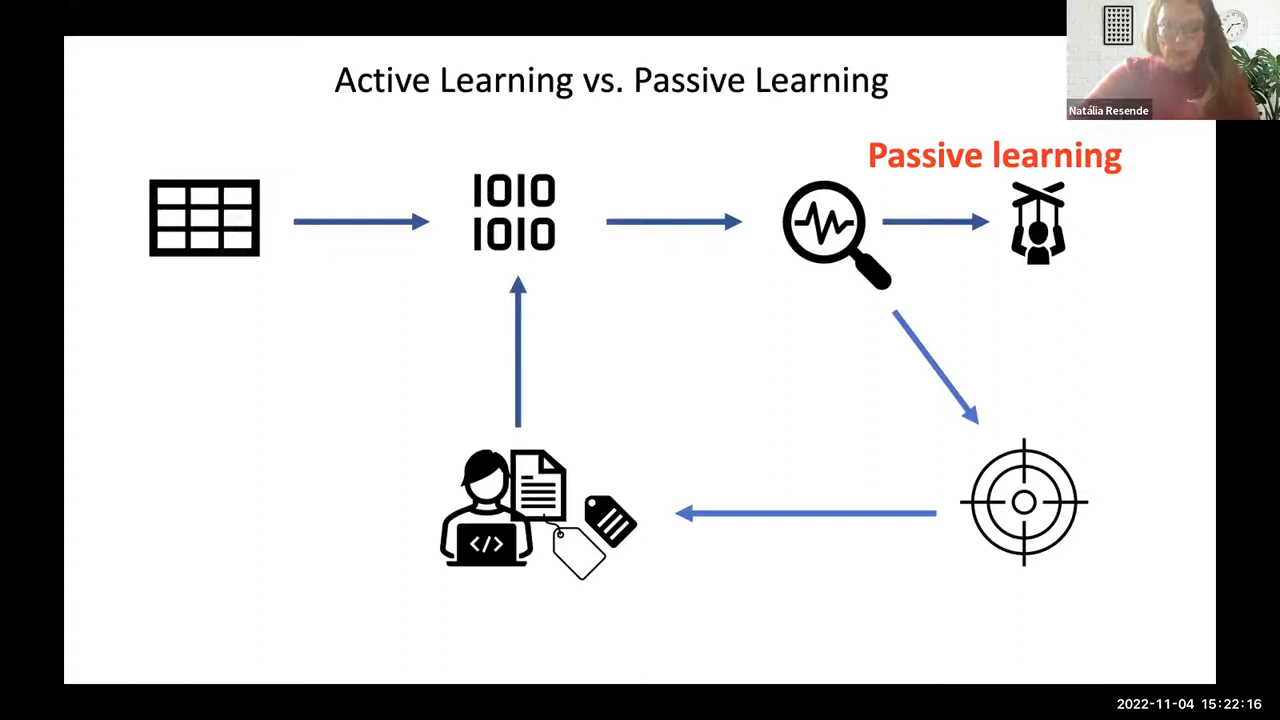 Active Learning vs. Passive Learning
Natália Resende
Passive learning
1010
1010
</>
2022-11-04 15:22:16